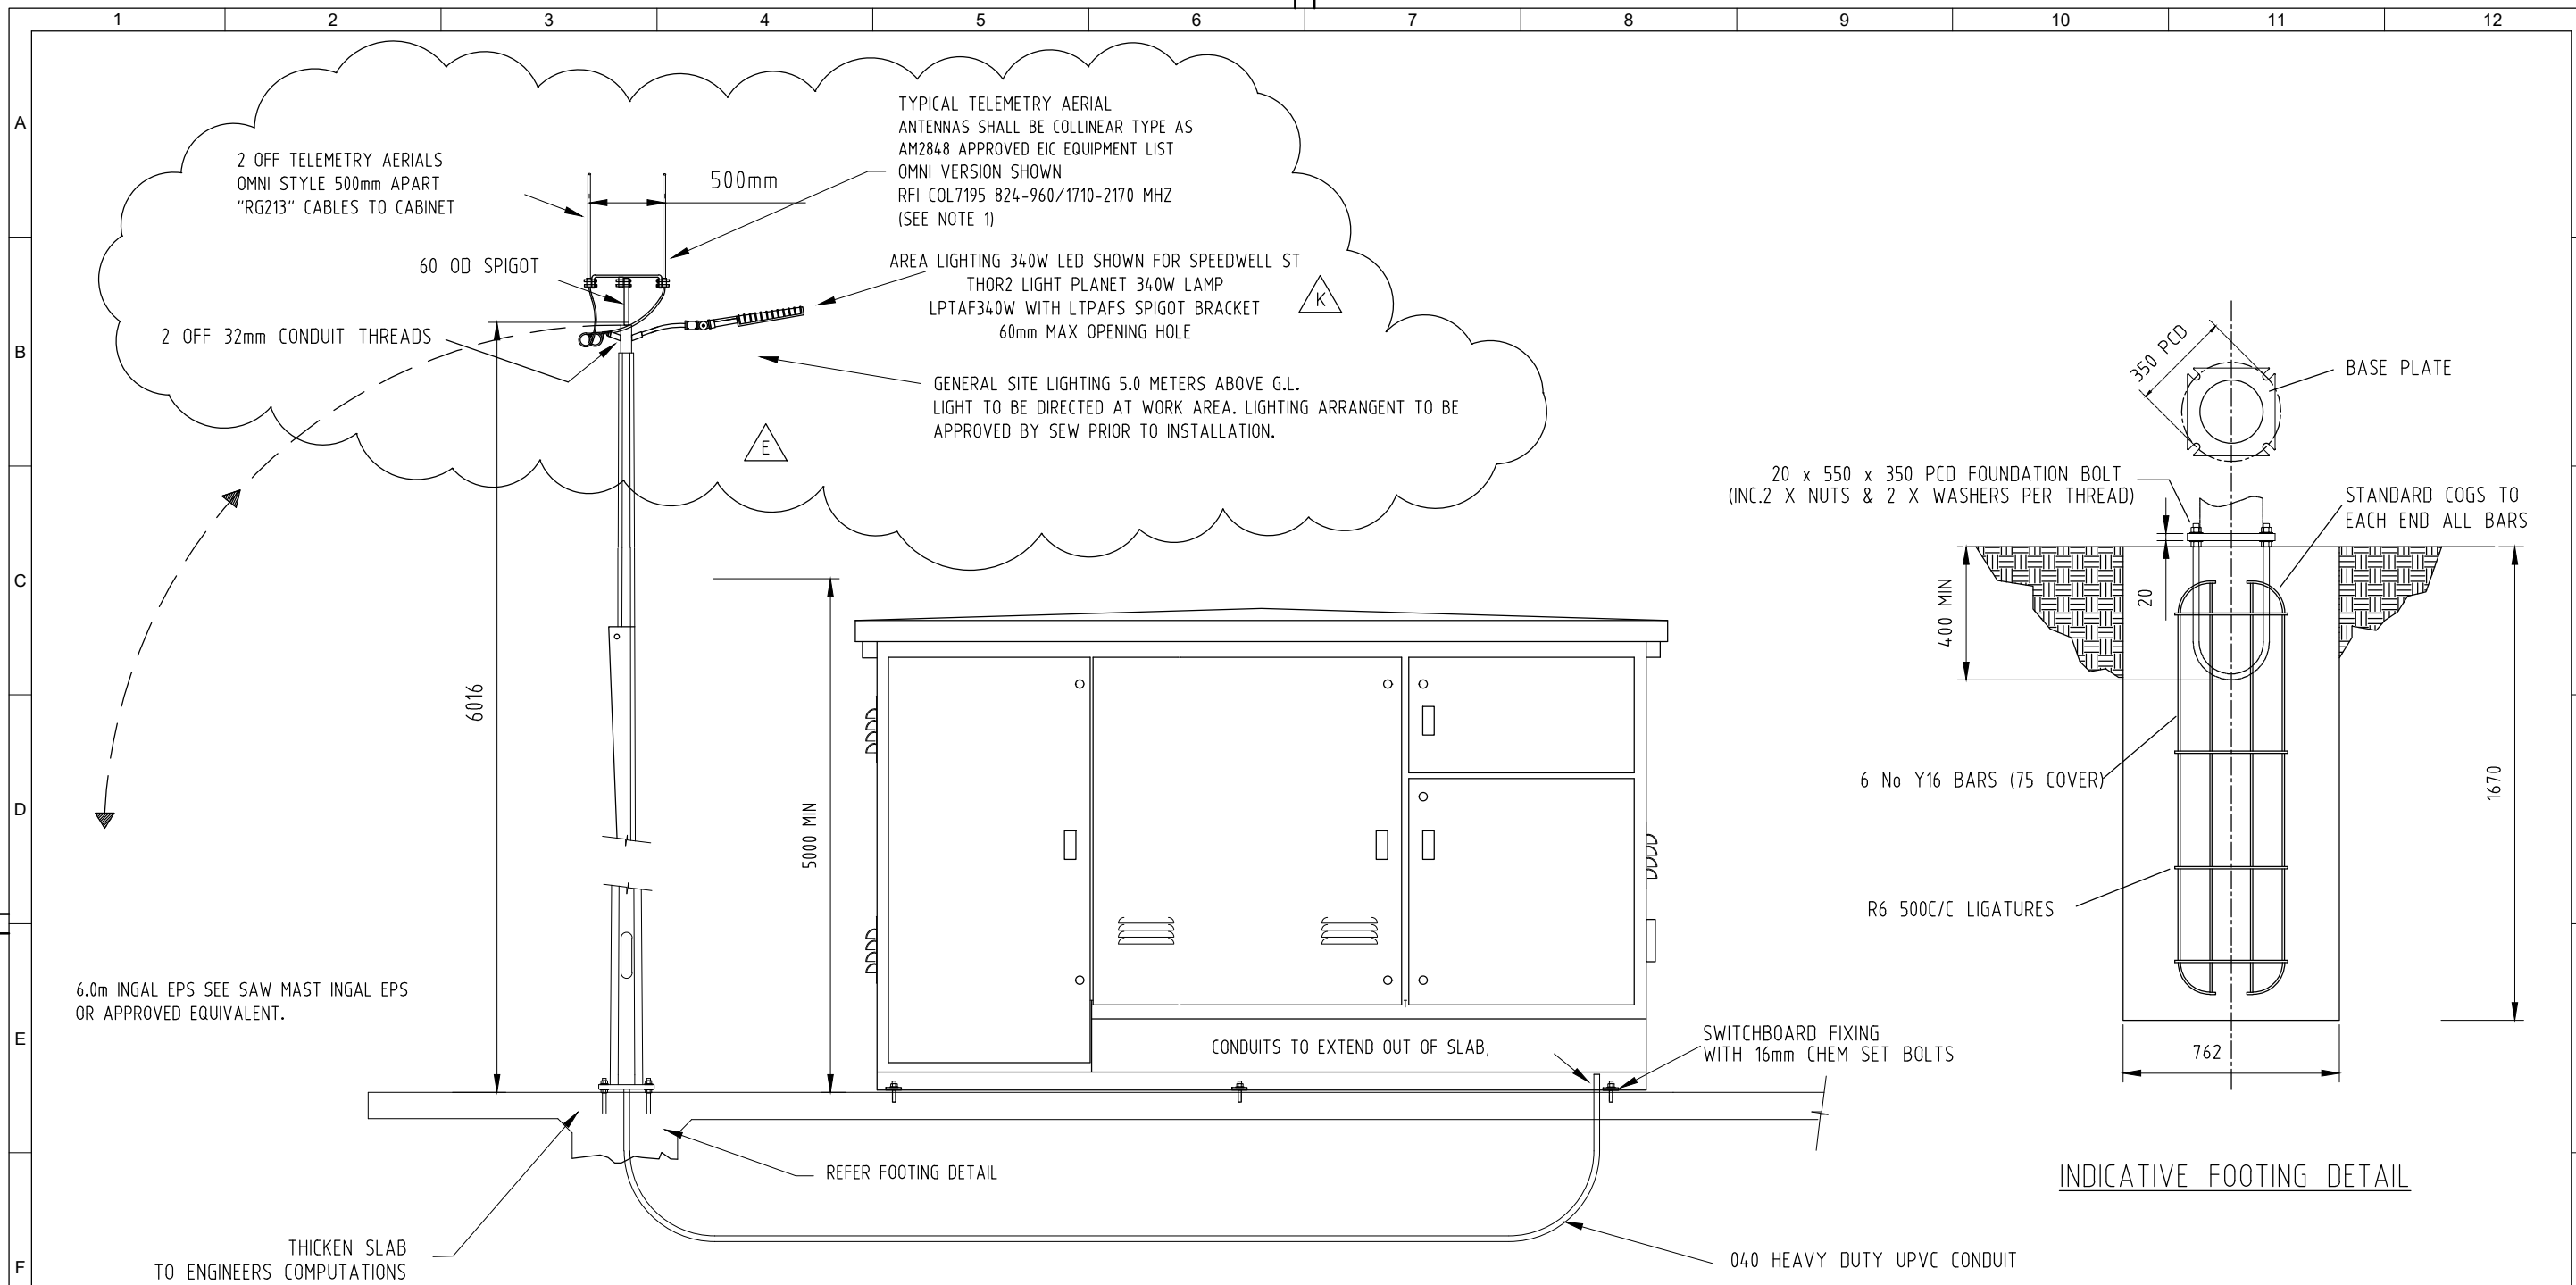 1 2 3 4 5 6 7 8 9 10 11 12
A
B
C
D
E
F
2 OFF TELEMETRY AERIALS
OMNI STYLE 500mm APART
"RG213" CABLES TO CABINET
500mm
TYPICAL TELEMETRY AERIAL
ANTENNAS SHALL BE COLLINEAR TYPE AS
AM2848 APPROVED EIC EQUIPMENT LIST
OMNI VERSION SHOWN
RFI COL7195 824-960/1710-2170 MHZ
(SEE NOTE 1)
60 OD SPIGOT
AREA LIGHTING 340W LED SHOWN FOR SPEEDWELL ST
THOR2 LIGHT PLANET 340W LAMP
LPTAF340W WITH LTPAFS SPIGOT BRACKET
60mm MAX OPENING HOLE
K
2 OFF 32mm CONDUIT THREADS
GENERAL SITE LIGHTING 5.0 METERS ABOVE G.L.
LIGHT TO BE DIRECTED AT WORK AREA. LIGHTING ARRANGENT TO BE
APPROVED BY SEW PRIOR TO INSTALLATION.
E
6016
5000 MIN
6.0m INGAL EPS SEE SAW MAST INGAL EPS
OR APPROVED EQUIVALENT.
CONDUITS TO EXTEND OUT OF SLAB,
SWITCHBOARD FIXING
WITH 16mm CHEM SET BOLTS
REFER FOOTING DETAIL
THICKEN SLAB
TO ENGINEERS COMPUTATIONS
040 HEAVY DUTY UPVC CONDUIT
350 PCD
BASE PLATE
20 x 550 x 350 PCD FOUNDATION BOLT
(INC.2 X NUTS & 2 X WASHERS PER THREAD)
STANDARD COGS TO
EACH END ALL BARS
400 MIN
20
6 No Y16 BARS (75 COVER)
R6 500C/C LIGATURES
1670
762
INDICATIVE FOOTING DETAIL